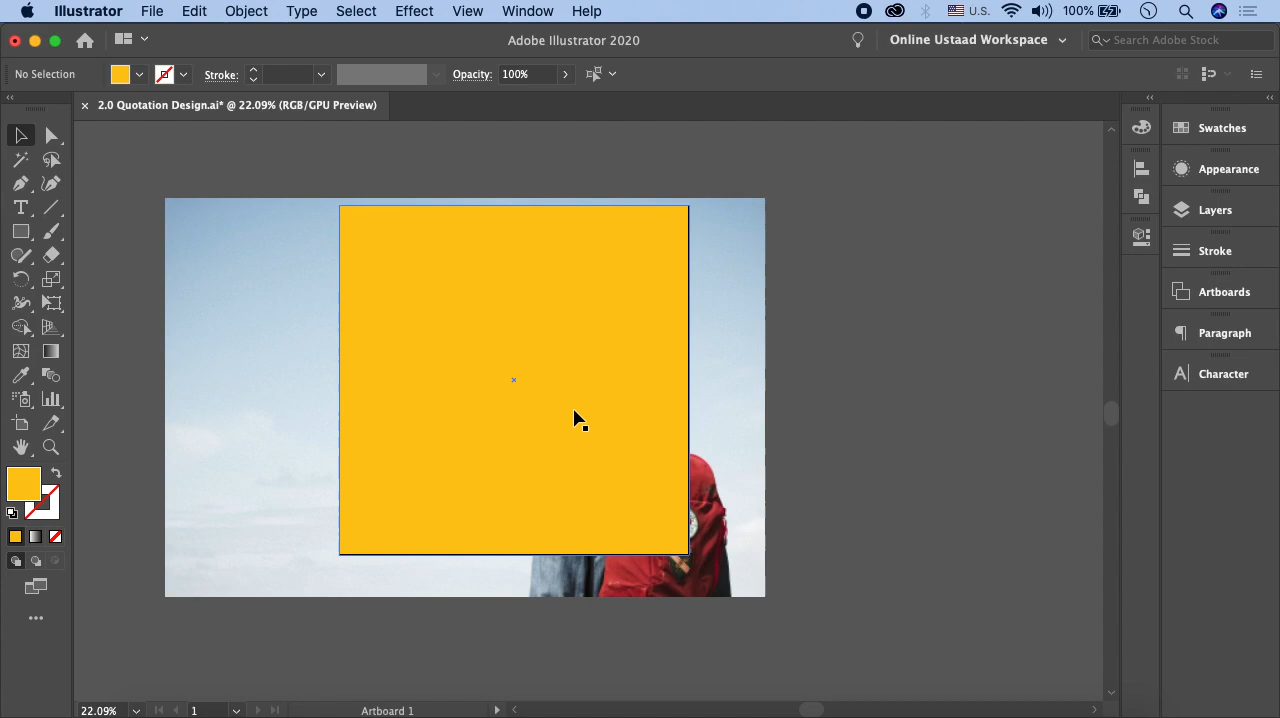 Illustrator File Edit Object Type Select Effect View Window Help U.S. 100%
Adobe Illustrator 2020 Online Ustaad Workspace Search Adobe Stock
No Selection Stroke: Opacity: 100%
2.0 Quotation Design.ai* @ 22.09% (RGB/GPU Preview)
Swatches
Appearance
Layers
Stroke
Artboards
Paragraph
Character
22.09% 1 Artboard 1